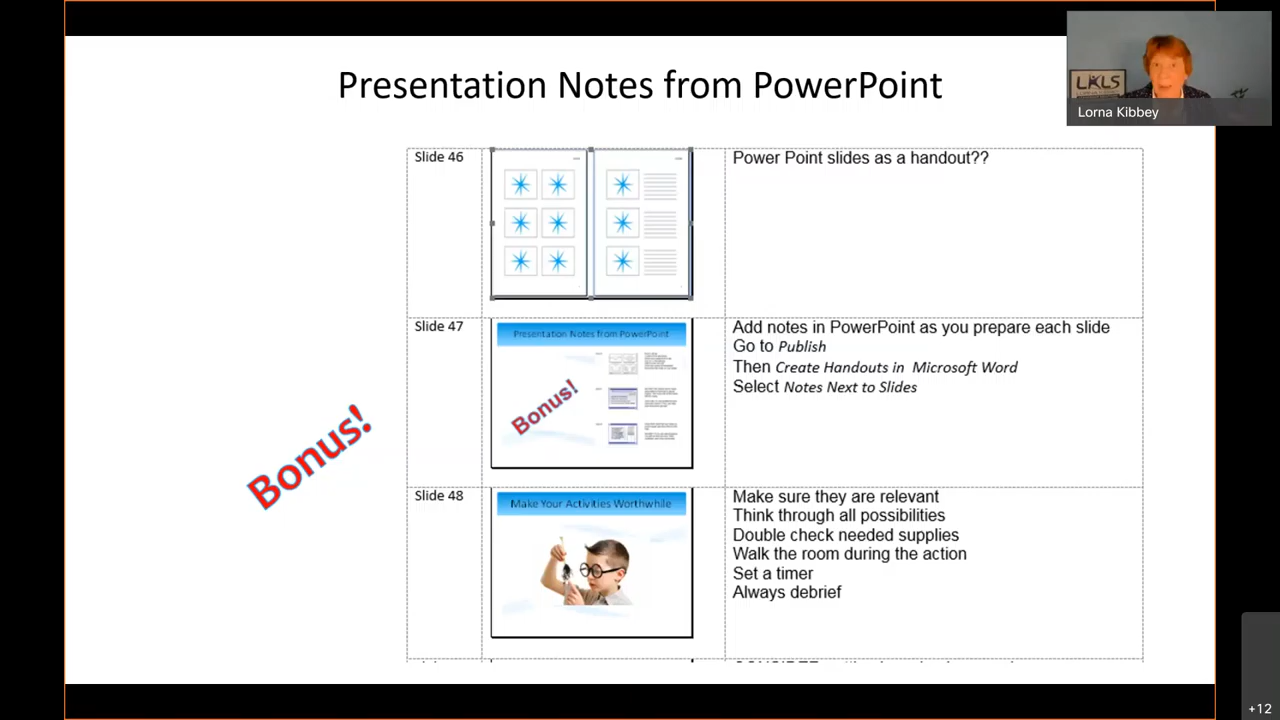 Presentation Notes from PowerPoint
LKLS
Lorna Kibbey
Slide 46
Power Point slides as a handout??
Slide 47
Presentation Notes from PowerPoint
Bonus!
Add notes in PowerPoint as you prepare each slide
Go to Publish
Then Create Handouts in Microsoft Word
Select Notes Next to Slides
Bonus!
Slide 48
Make Your Activities Worthwhile
Make sure they are relevant
Think through all possibilities
Double check needed supplies
Walk the room during the action
Set a timer
Always debrief
+12